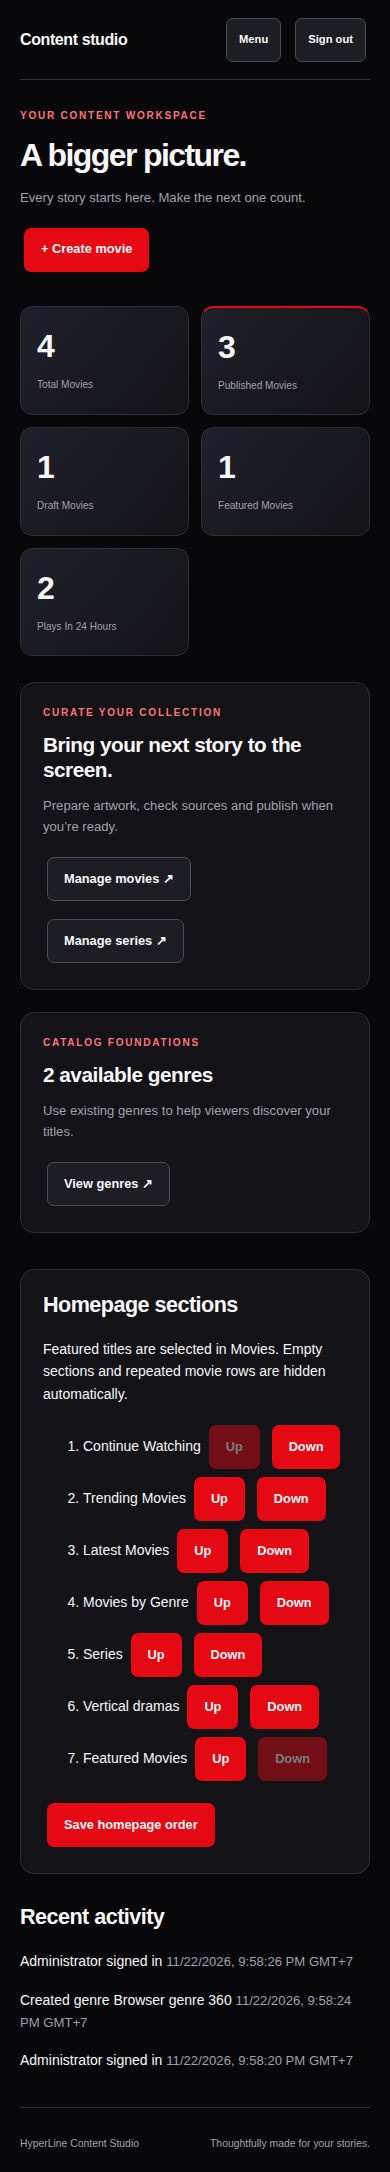 Content studio
Menu
Sign out
YOUR CONTENT WORKSPACE
A bigger picture.
Every story starts here. Make the next one count.
+ Create movie
4
Total Movies
3
Published Movies
1
Draft Movies
1
Featured Movies
2
Plays In 24 Hours
CURATE YOUR COLLECTION
Bring your next story to the
screen.
Prepare artwork, check sources and publish when
you're ready.
Manage movies ↗
Manage series ↗
CATALOG FOUNDATIONS
2 available genres
Use existing genres to help viewers discover your
titles.
View genres ↗
Homepage sections
Featured titles are selected in Movies. Empty
sections and repeated movie rows are hidden
automatically.
1. Continue Watching Up Down
2. Trending Movies Up Down
3. Latest Movies Up Down
4. Movies by Genre Up Down
5. Series Up Down
6. Vertical dramas Up Down
7. Featured Movies Up Down
Save homepage order
Recent activity
Administrator signed in 11/22/2026, 9:58:26 PM GMT+7
Created genre Browser genre 360 11/22/2026, 9:58:24
PM GMT+7
Administrator signed in 11/22/2026, 9:58:20 PM GMT+7
HyperLine Content Studio
Thoughtfully made for your stories.